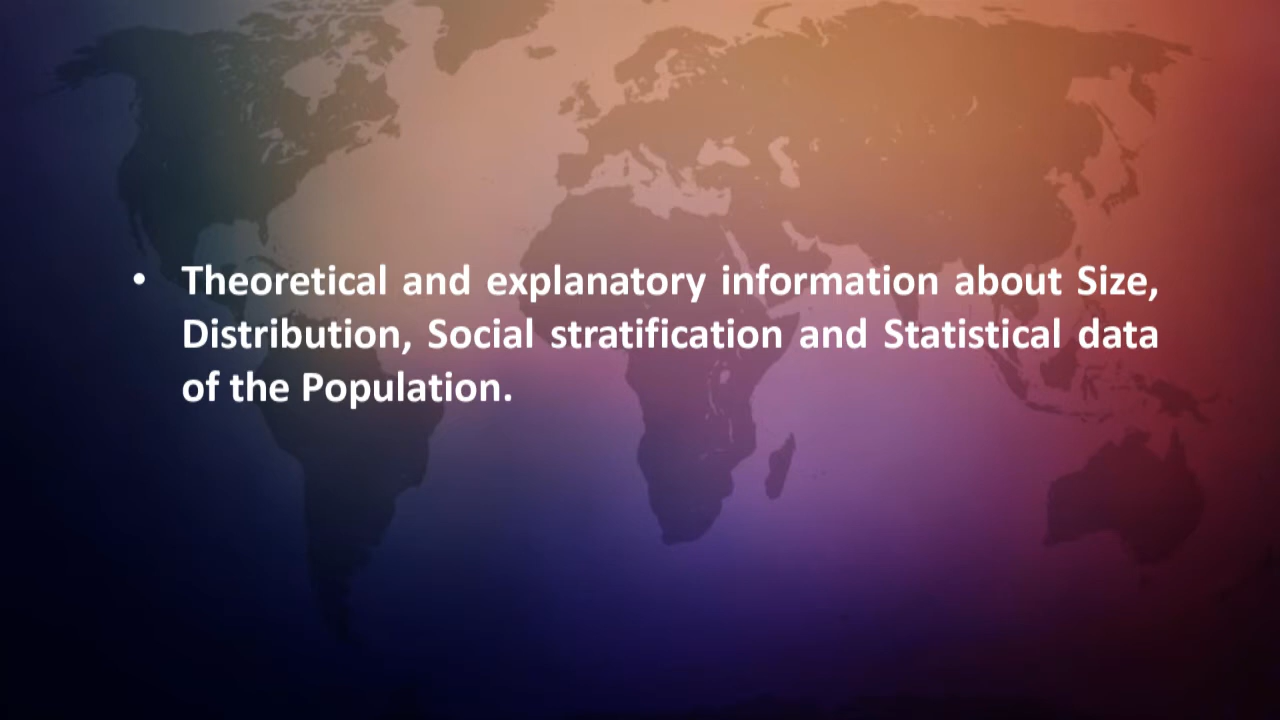 • Theoretical and explanatory information about Size,
Distribution, Social stratification and Statistical data
of the Population.